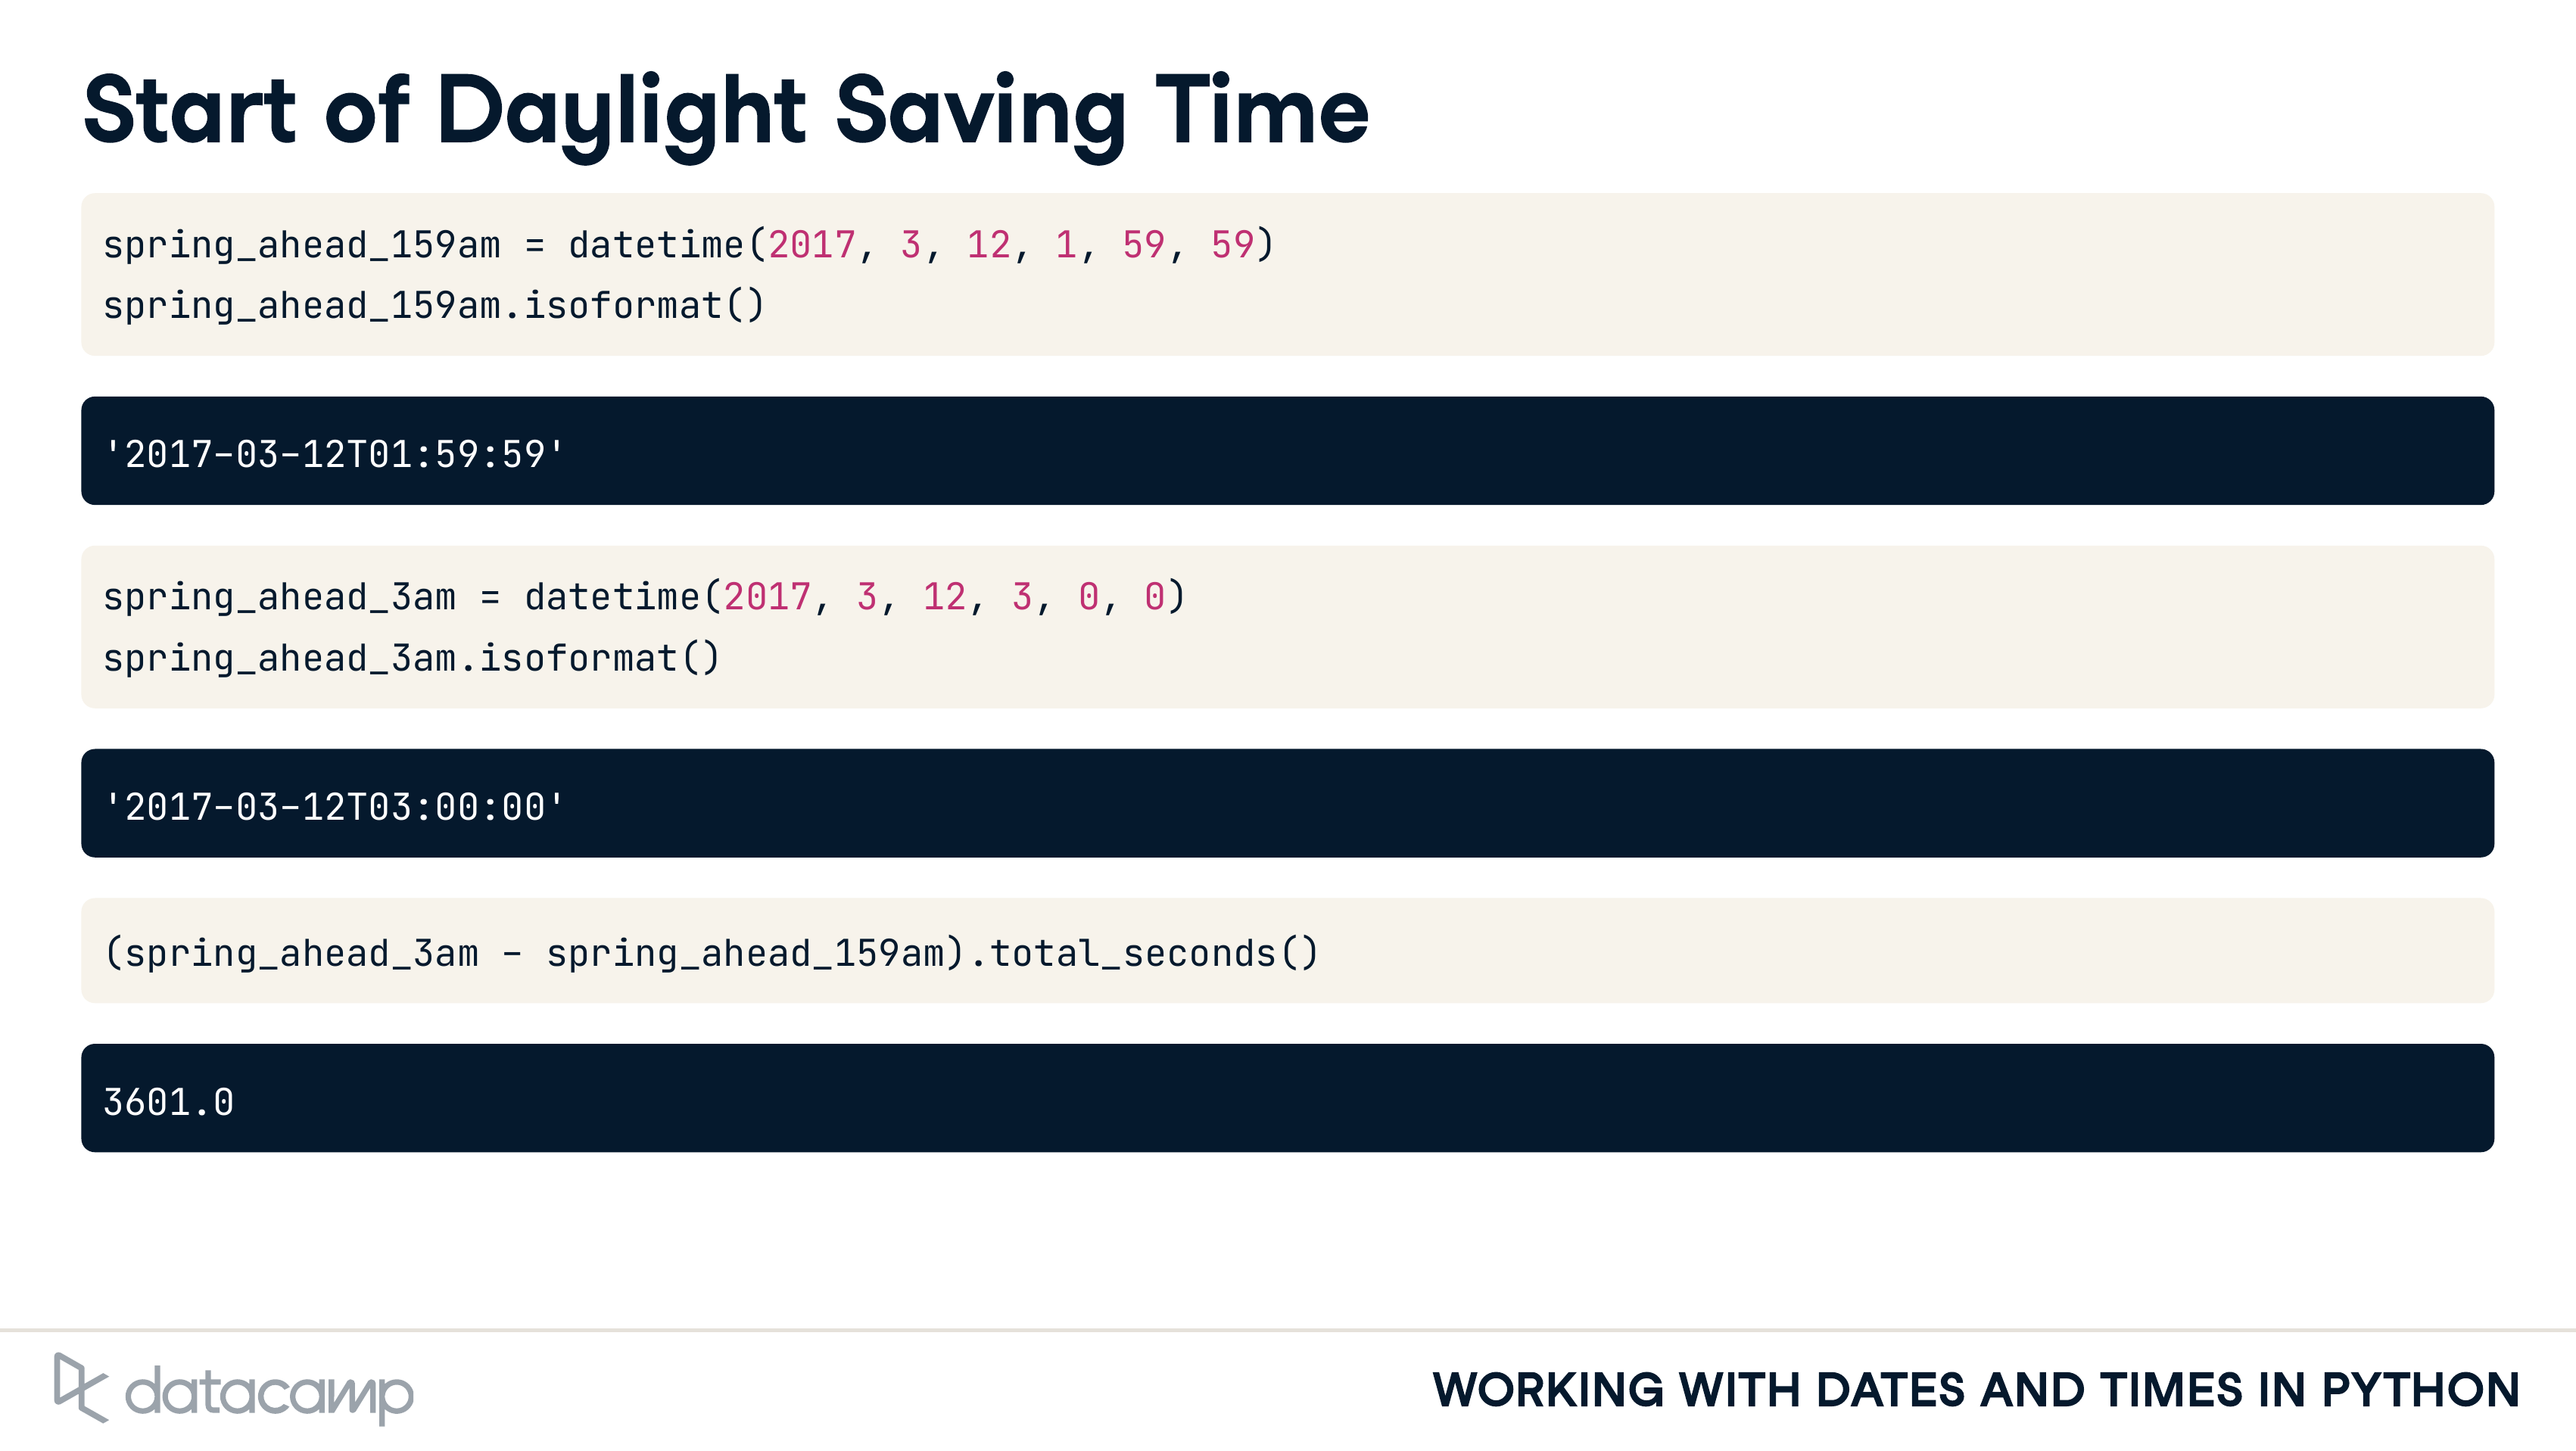 Start of Daylight Saving Time
spring_ahead_159am = datetime(2017, 3, 12, 1, 59, 59)
spring_ahead_159am.isoformat()
'2017-03-12T01:59:59'
spring_ahead_3am = datetime(2017, 3, 12, 3, 0, 0)
spring_ahead_3am.isoformat()
'2017-03-12T03:00:00'
(spring_ahead_3am - spring_ahead_159am).total_seconds()
3601.0
datacamp
WORKING WITH DATES AND TIMES IN PYTHON